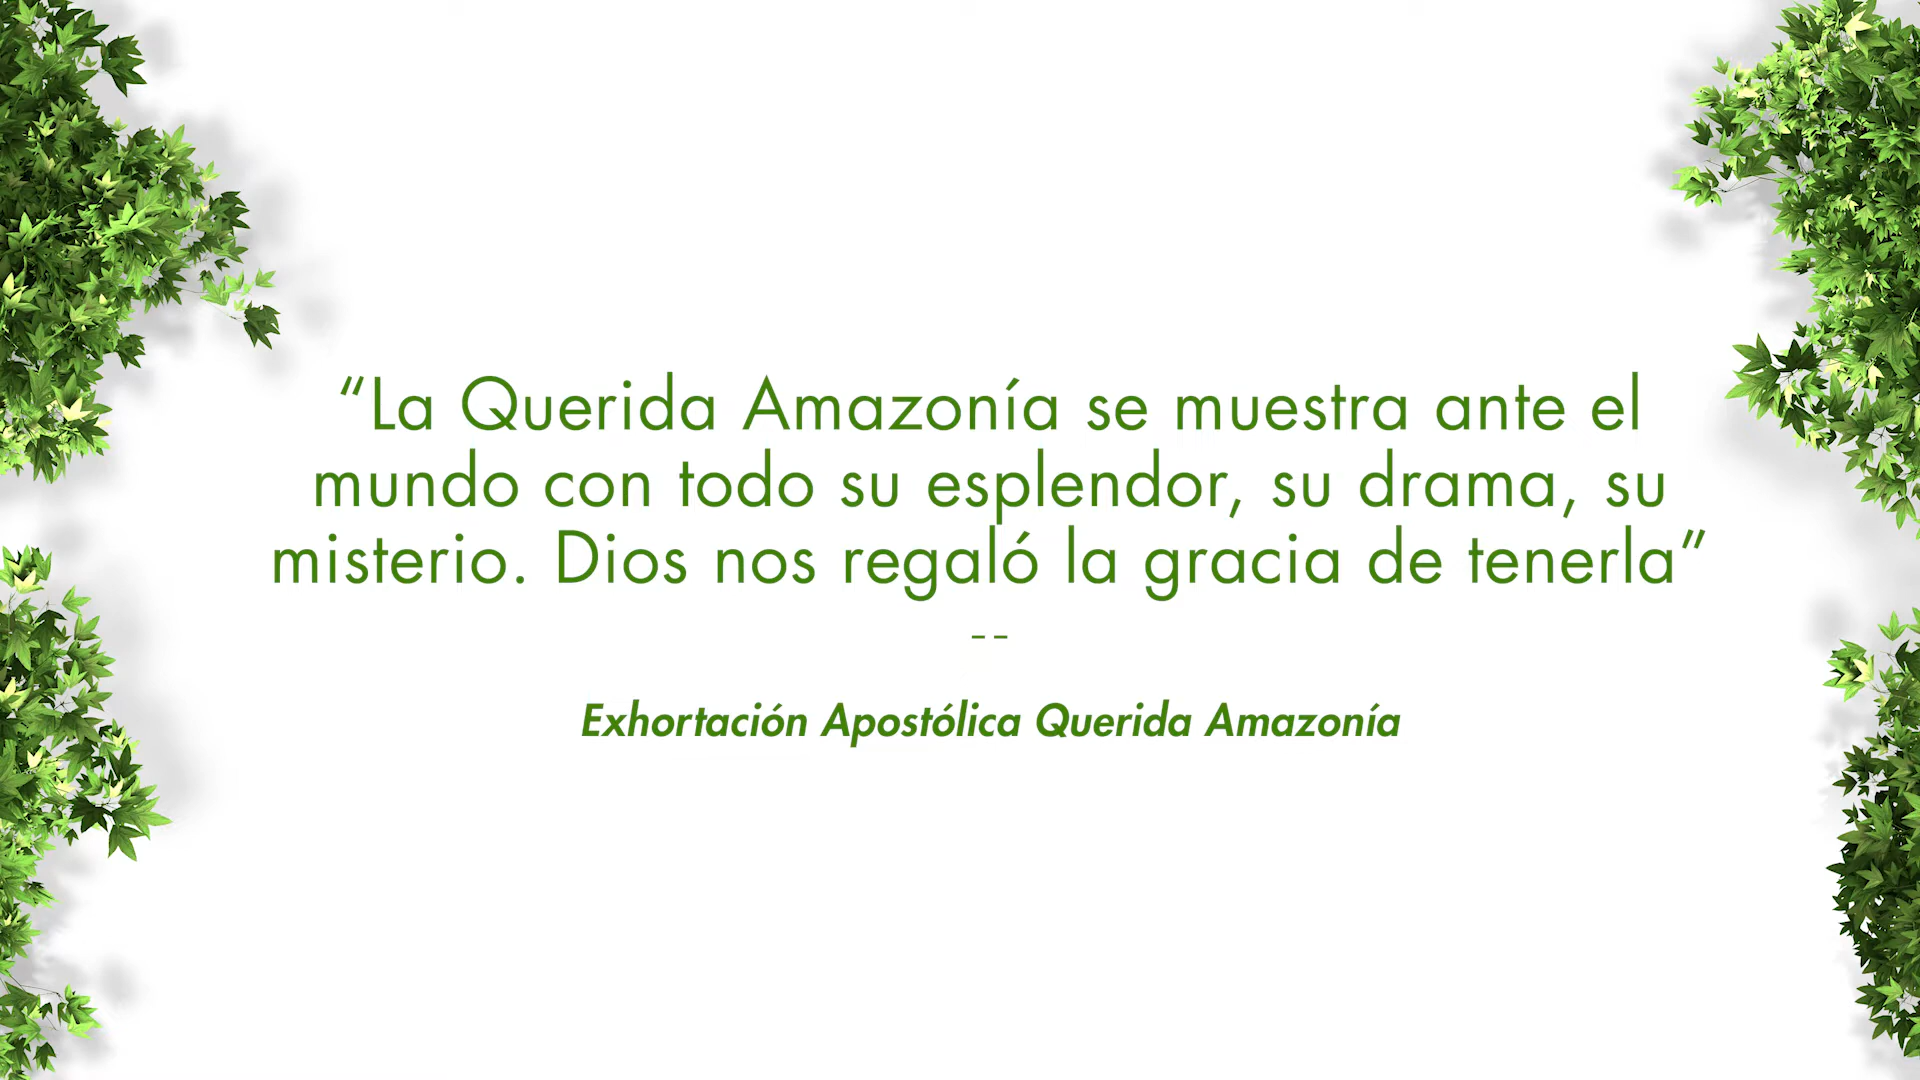 “La Querida Amazonía se muestra ante el
mundo con todo su esplendor, su drama, su
misterio. Dios nos regaló la gracia de tenerla”
--
Exhortación Apostólica Querida Amazonía